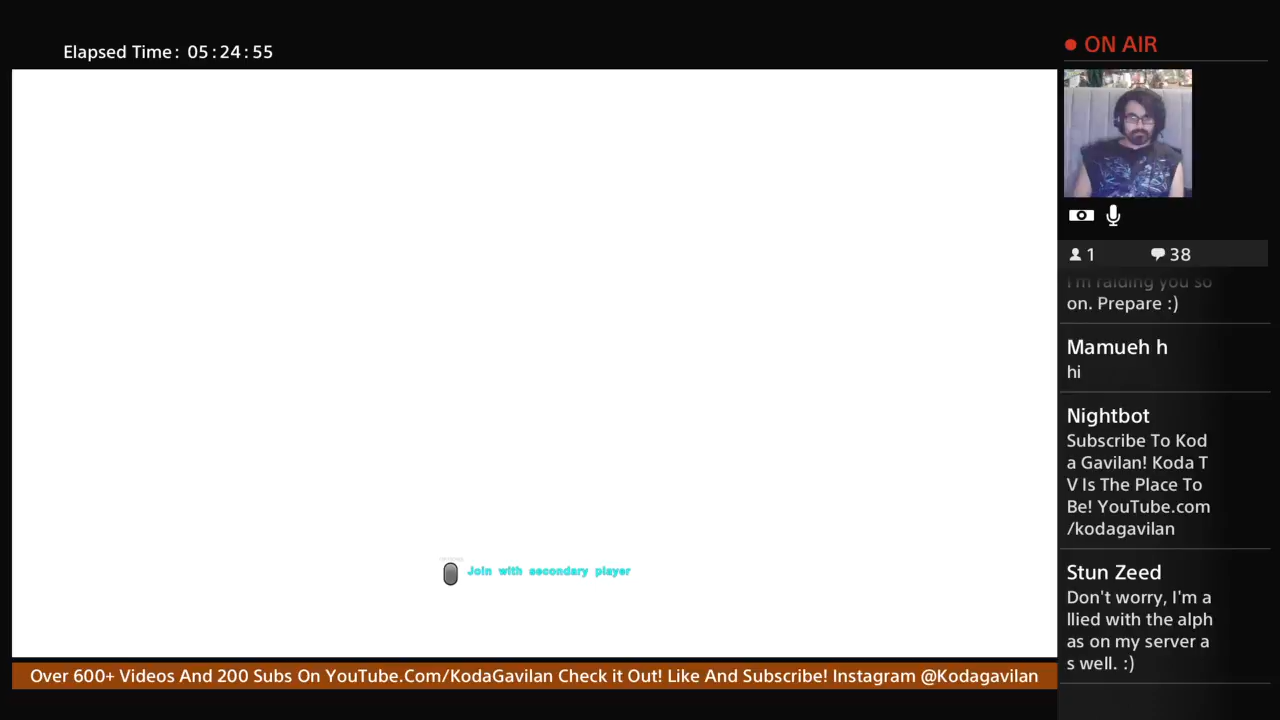 Elapsed Time: 05:24:55
ON AIR
1 38
I'm raiding you so
on. Prepare :)
Mamueh h
hi
Nightbot
Subscribe To Kod
a Gavilan! Koda T
V Is The Place To
Be! YouTube.com
/kodagavilan
Stun Zeed
Don't worry, I'm a
llied with the alph
as on my server a
s well. :)
Join with secondary player
Over 600+ Videos And 200 Subs On YouTube.Com/KodaGavilan Check it Out! Like And Subscribe! Instagram @Kodagavilan